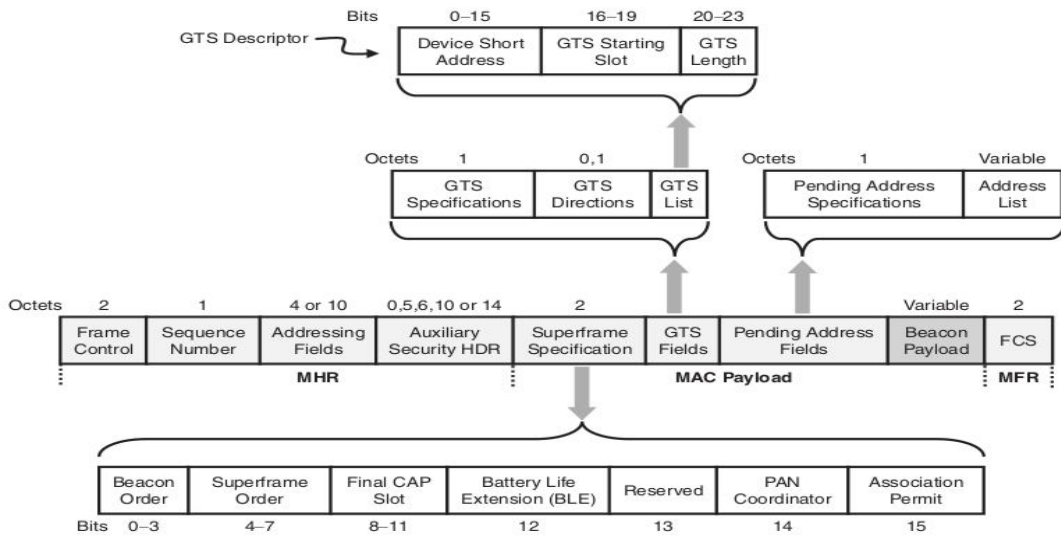 Bits 0–15 16–19 20–23
GTS Descriptor
Device Short Address GTS Starting Slot GTS Length
Octets 1 0,1
GTS Specifications GTS Directions GTS List
Octets 1 Variable
Pending Address Specifications Address List
Octets 2 1 4 or 10 0,5,6,10 or 14 2 Variable 2
Frame Control Sequence Number Addressing Fields Auxiliary Security HDR Superframe Specification GTS Fields Pending Address Fields Beacon Payload FCS
MHR MAC Payload MFR
Beacon Order Superframe Order Final CAP Slot Battery Life Extension (BLE) Reserved PAN Coordinator Association Permit
Bits 0–3 4–7 8–11 12 13 14 15